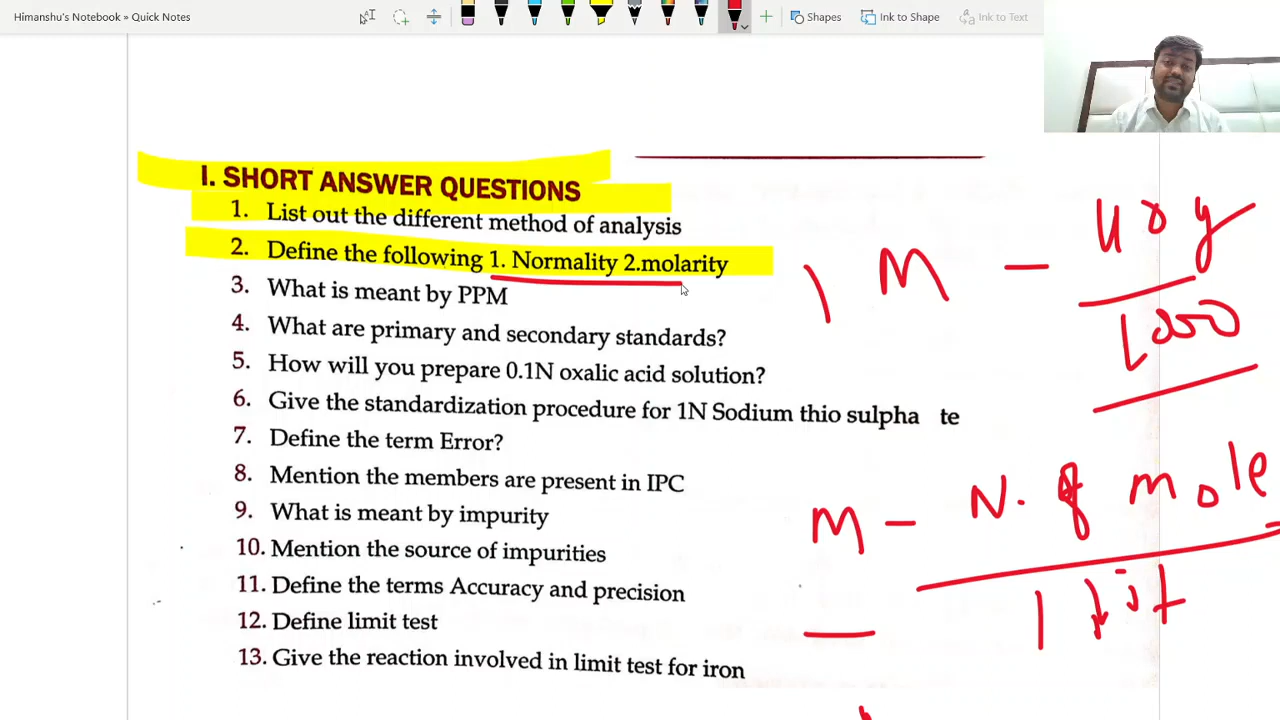 Himanshu's Notebook » Quick Notes
Shapes
Ink to Shape
Ink to Text
I. SHORT ANSWER QUESTIONS
1. List out the different method of analysis
2. Define the following 1. Normality 2.molarity
3. What is meant by PPM
4. What are primary and secondary standards?
5. How will you prepare 0.1N oxalic acid solution?
6. Give the standardization procedure for 1N Sodium thio sulpha te
7. Define the term Error?
8. Mention the members are present in IPC
9. What is meant by impurity
10. Mention the source of impurities
11. Define the terms Accuracy and precision
12. Define limit test
13. Give the reaction involved in limit test for iron
1 M -
1000
M - N. of mole
1 lit